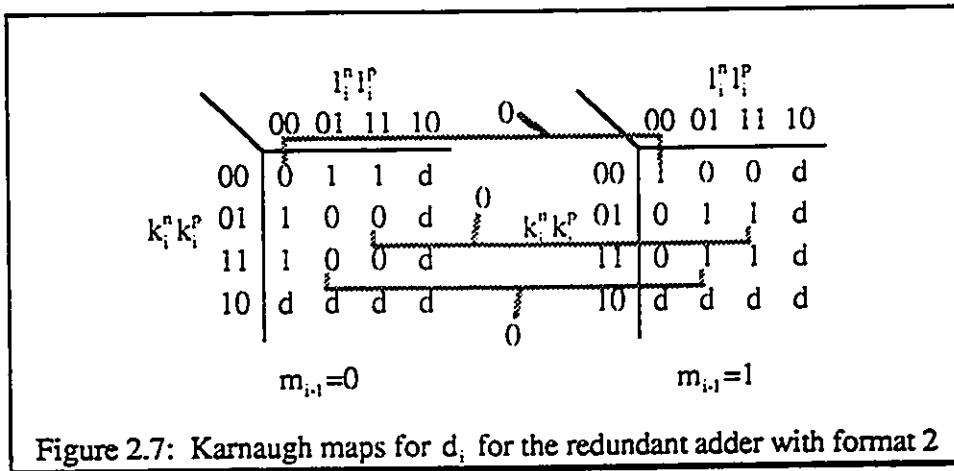 l_i^n l_i^p l_i^n l_i^p
00 01 11 10 0 00 01 11 10
00 0 1 1 d 00 1 0 0 d
k_i^n k_i^p 01 1 0 0 d 0 k_i^n k_i^p 01 0 1 1 d
11 1 0 0 d 11 0 1 1 d
10 d d d d 0 10 d d d d
m_{i-1}=0 m_{i-1}=1
Figure 2.7: Karnaugh maps for d_i for the redundant adder with format 2